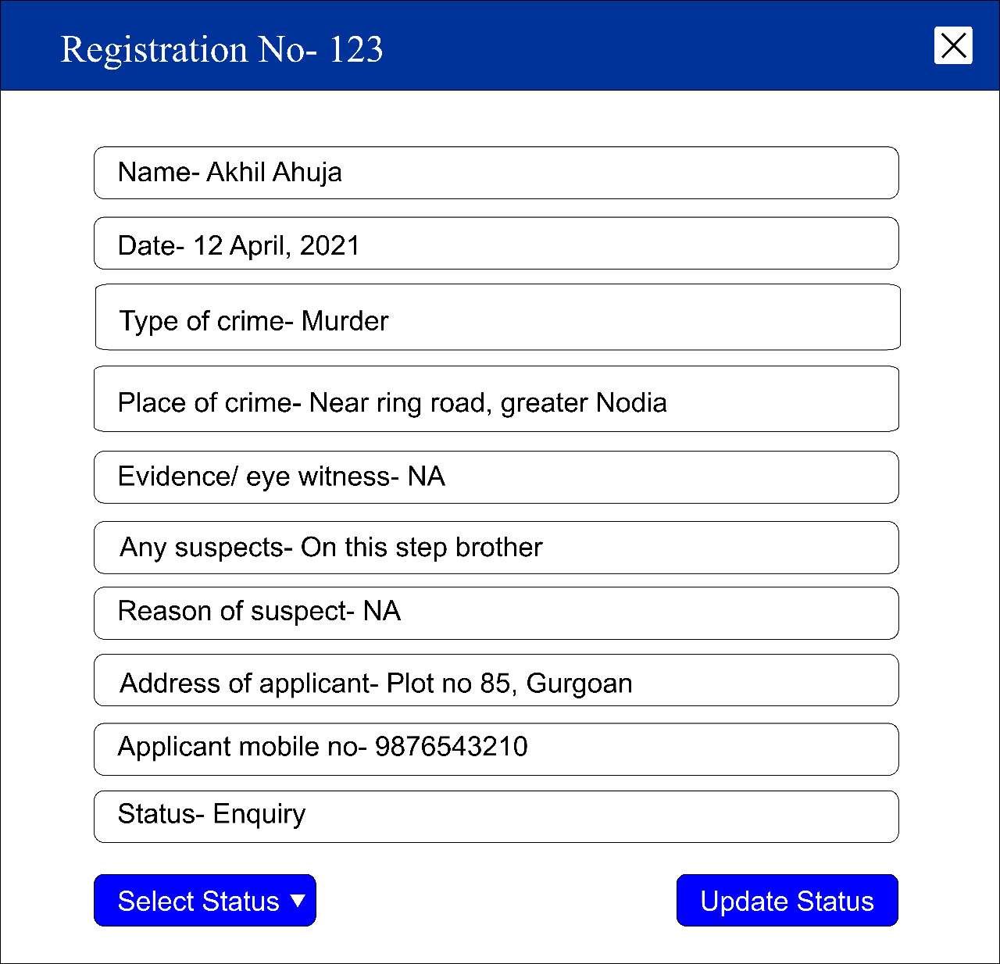 Registration No- 123
Name- Akhil Ahuja
Date- 12 April, 2021
Type of crime- Murder
Place of crime- Near ring road, greater Nodia
Evidence/ eye witness- NA
Any suspects- On this step brother
Reason of suspect- NA
Address of applicant- Plot no 85, Gurgoan
Applicant mobile no- 9876543210
Status- Enquiry
Select Status
Update Status